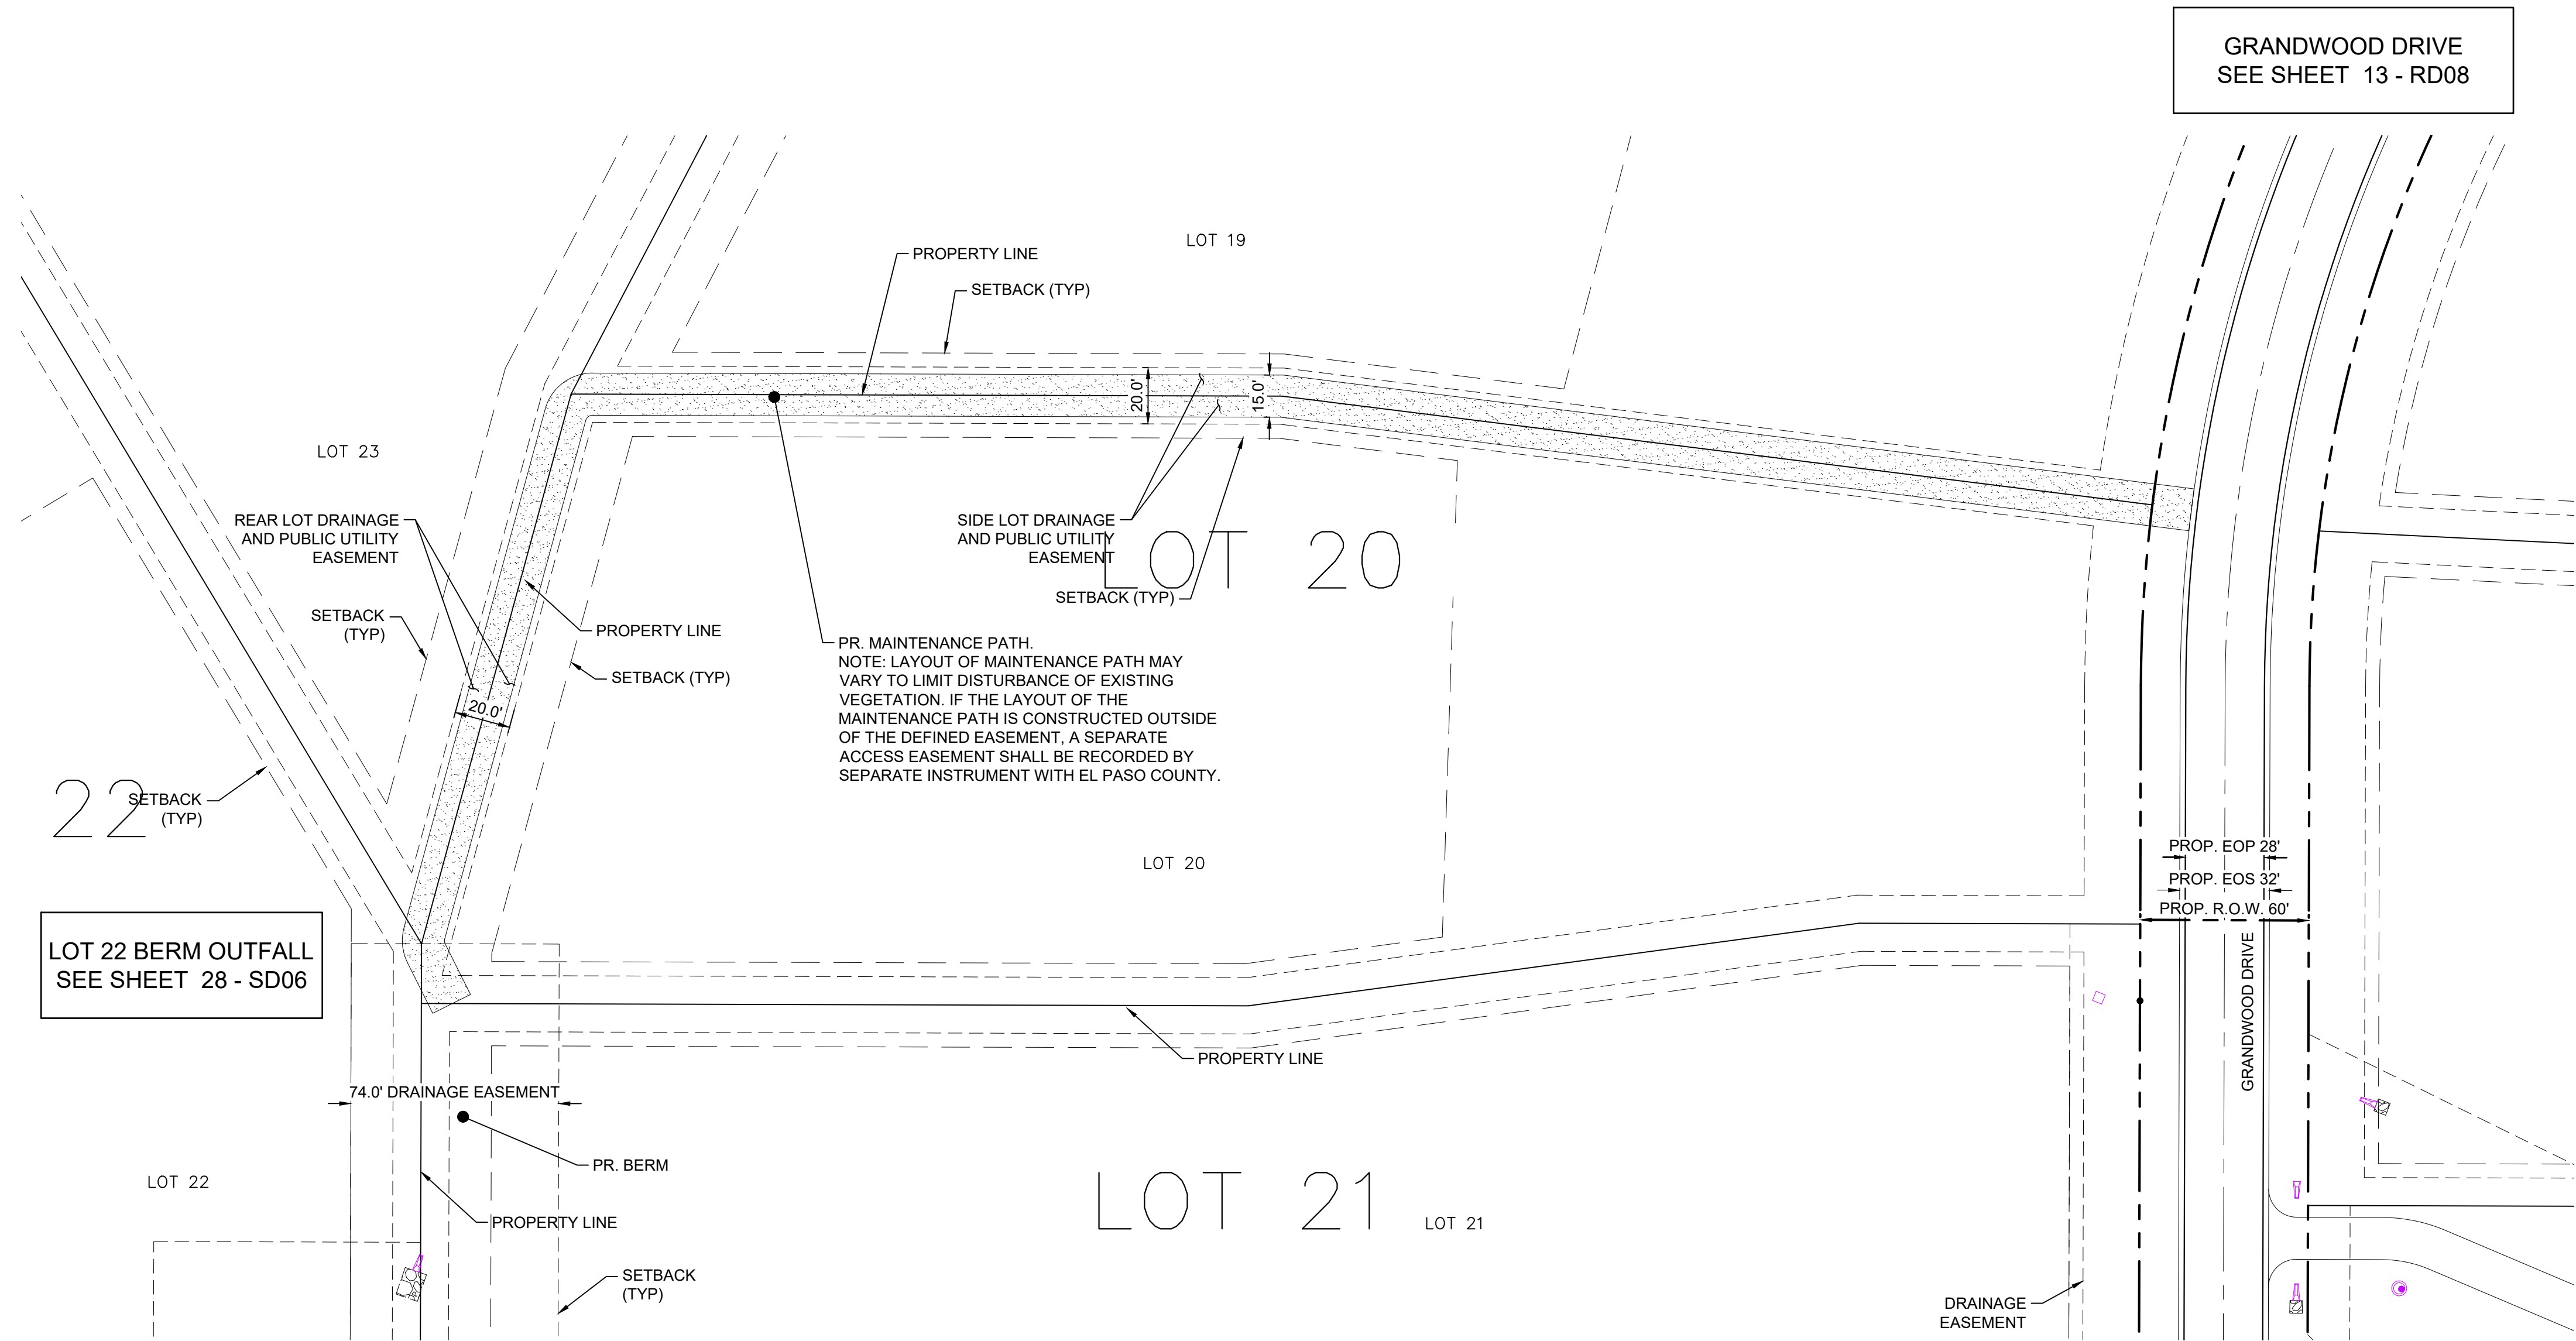 GRANDWOOD DRIVE
SEE SHEET 13 - RD08
LOT 19
PROPERTY LINE
SETBACK (TYP)
20.0'
15.0'
LOT 23
REAR LOT DRAINAGE
AND PUBLIC UTILITY
EASEMENT
SIDE LOT DRAINAGE
AND PUBLIC UTILITY
EASEMENT
LOT 20
SETBACK (TYP)
SETBACK
(TYP)
PROPERTY LINE
SETBACK (TYP)
20.0'
PR. MAINTENANCE PATH.
NOTE: LAYOUT OF MAINTENANCE PATH MAY
VARY TO LIMIT DISTURBANCE OF EXISTING
VEGETATION. IF THE LAYOUT OF THE
MAINTENANCE PATH IS CONSTRUCTED OUTSIDE
OF THE DEFINED EASEMENT, A SEPARATE
ACCESS EASEMENT SHALL BE RECORDED BY
SEPARATE INSTRUMENT WITH EL PASO COUNTY.
22
SETBACK
(TYP)
LOT 20
PROP. EOP 28'
PROP. EOS 32'
PROP. R.O.W. 60'
GRANDWOOD DRIVE
LOT 22 BERM OUTFALL
SEE SHEET 28 - SD06
PROPERTY LINE
74.0' DRAINAGE EASEMENT
PR. BERM
LOT 22
PROPERTY LINE
LOT 21
LOT 21
SETBACK
(TYP)
DRAINAGE
EASEMENT